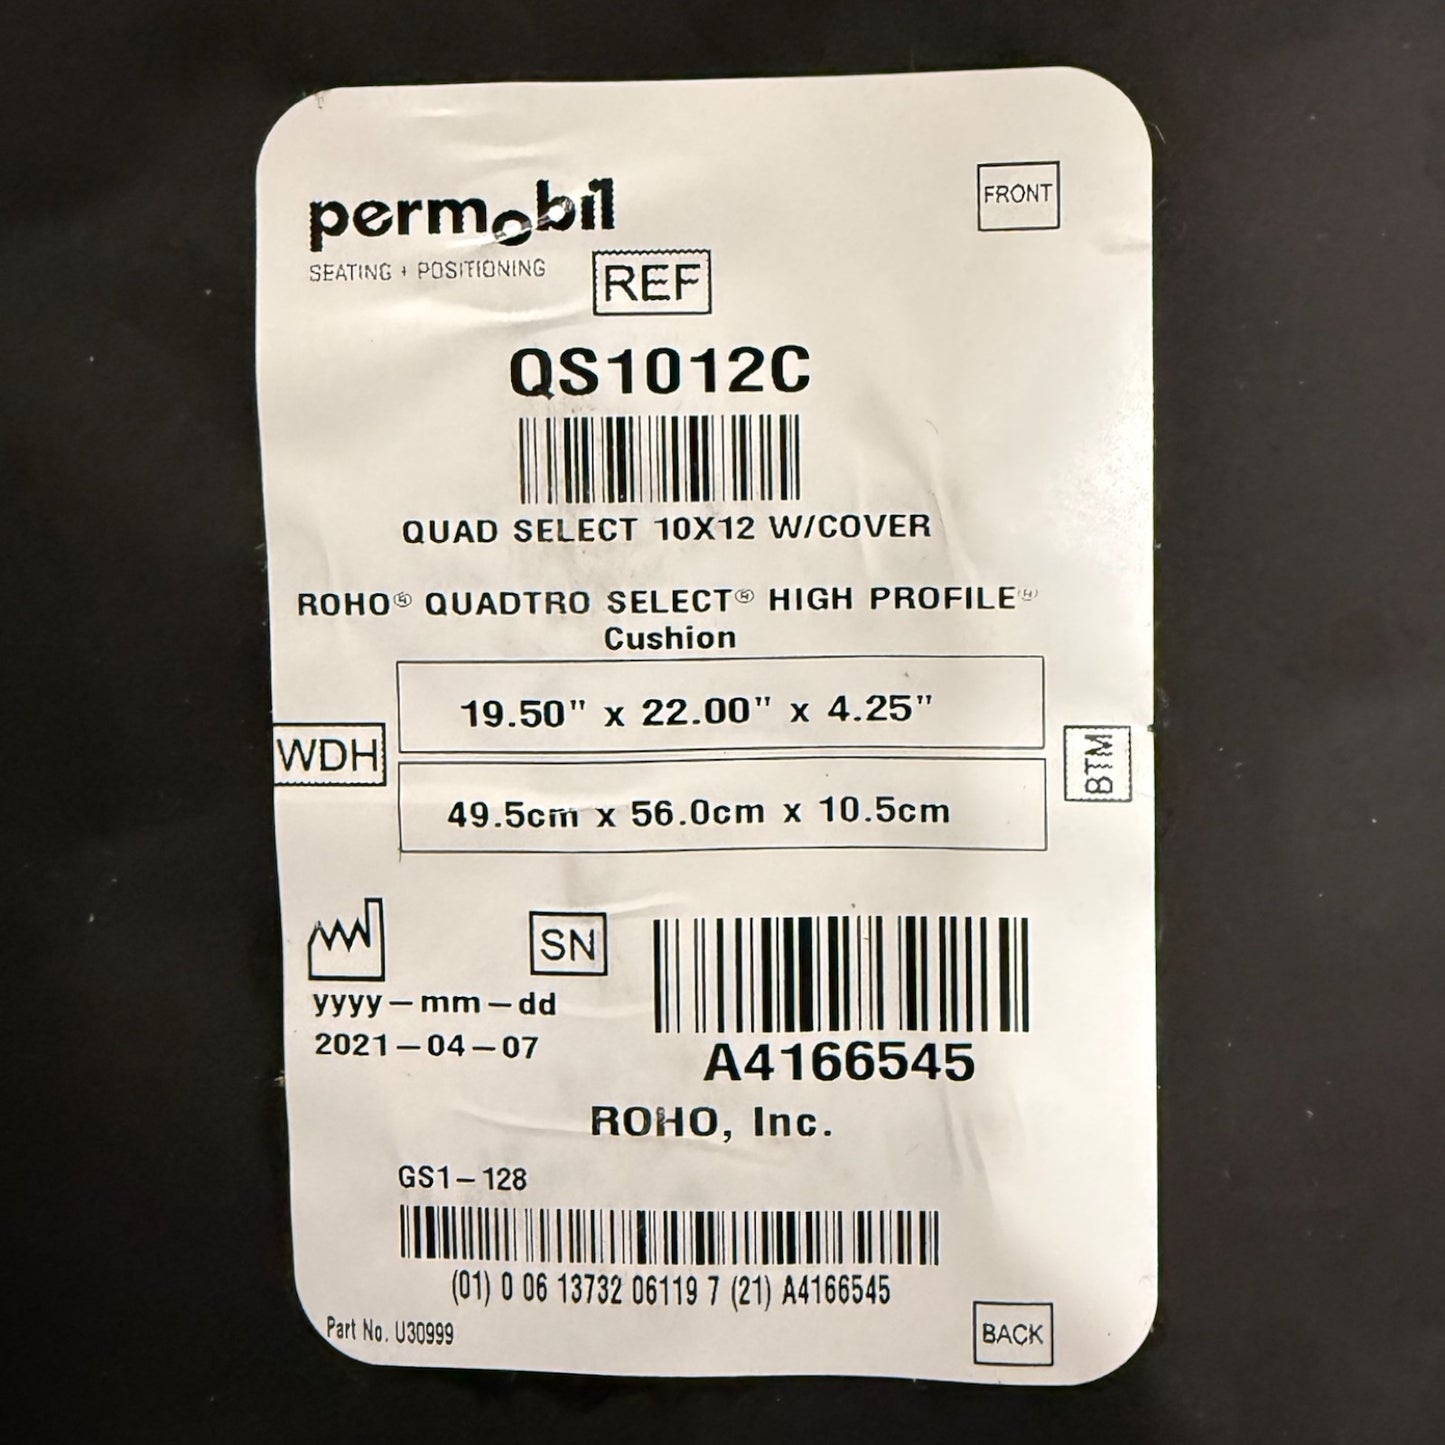 permobil
SEATING + POSITIONING
FRONT
REF
QS1012C
QUAD SELECT 10X12 W/COVER
ROHO® QUADTRO SELECT® HIGH PROFILE®
Cushion
19.50" x 22.00" x 4.25"
WDH
BTM
49.5cm x 56.0cm x 10.5cm
SN
yyyy-mm-dd
2021-04-07
A4166545
ROHO, Inc.
GS1-128
(01) 0 06 13732 06119 7 (21) A4166545
Part No. U30999
BACK